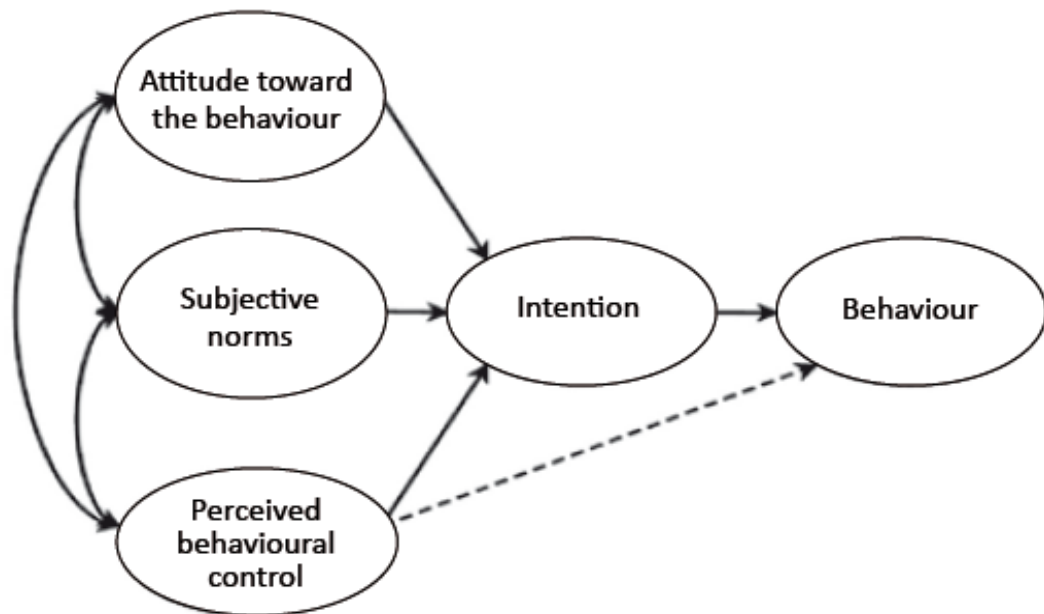 Attitude toward
the behaviour
Subjective
norms
Intention
Behaviour
Perceived
behavioural
control